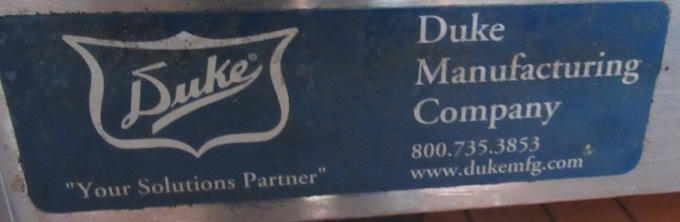 Duke®
"Your Solutions Partner"
Duke
Manufacturing
Company
800.735.3853
www.dukemfg.com